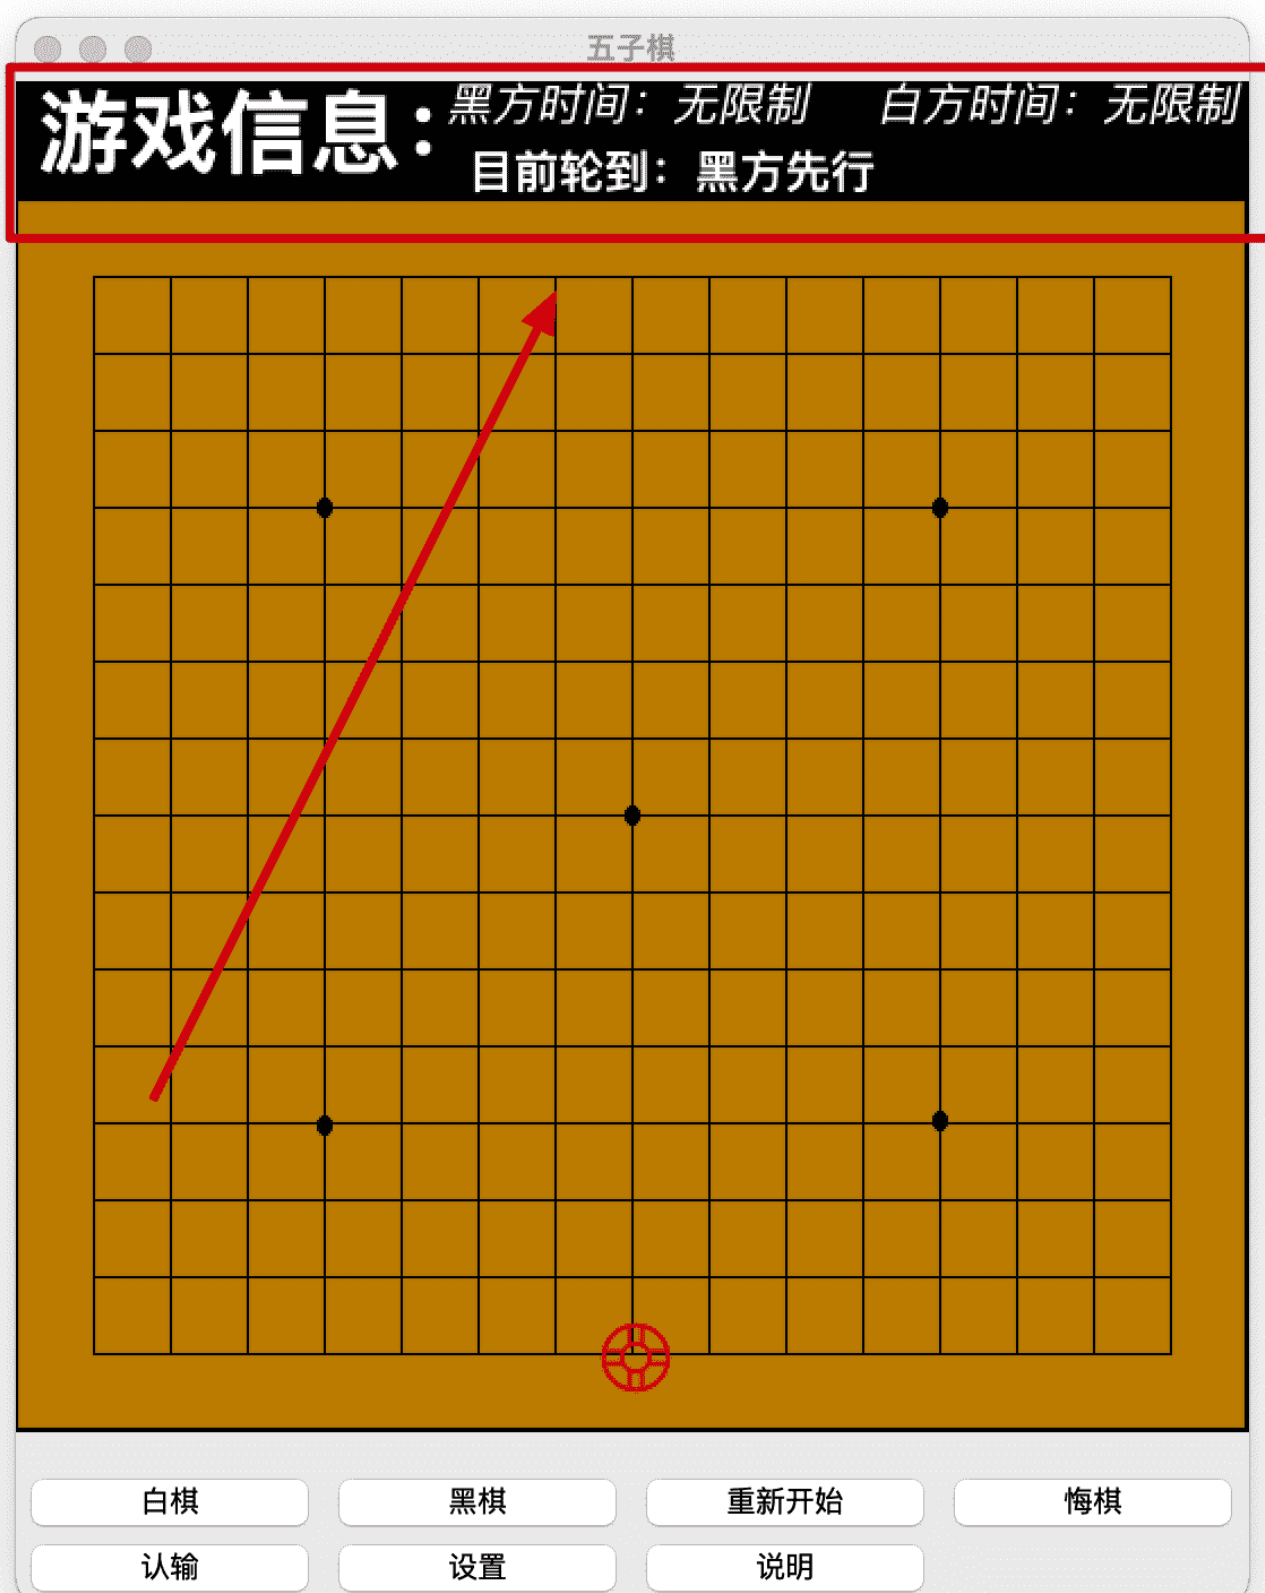 五子棋
游戏信息：
黑方时间：无限制 白方时间：无限制
目前轮到：黑方先行
白棋 黑棋 重新开始 悔棋
认输 设置 说明